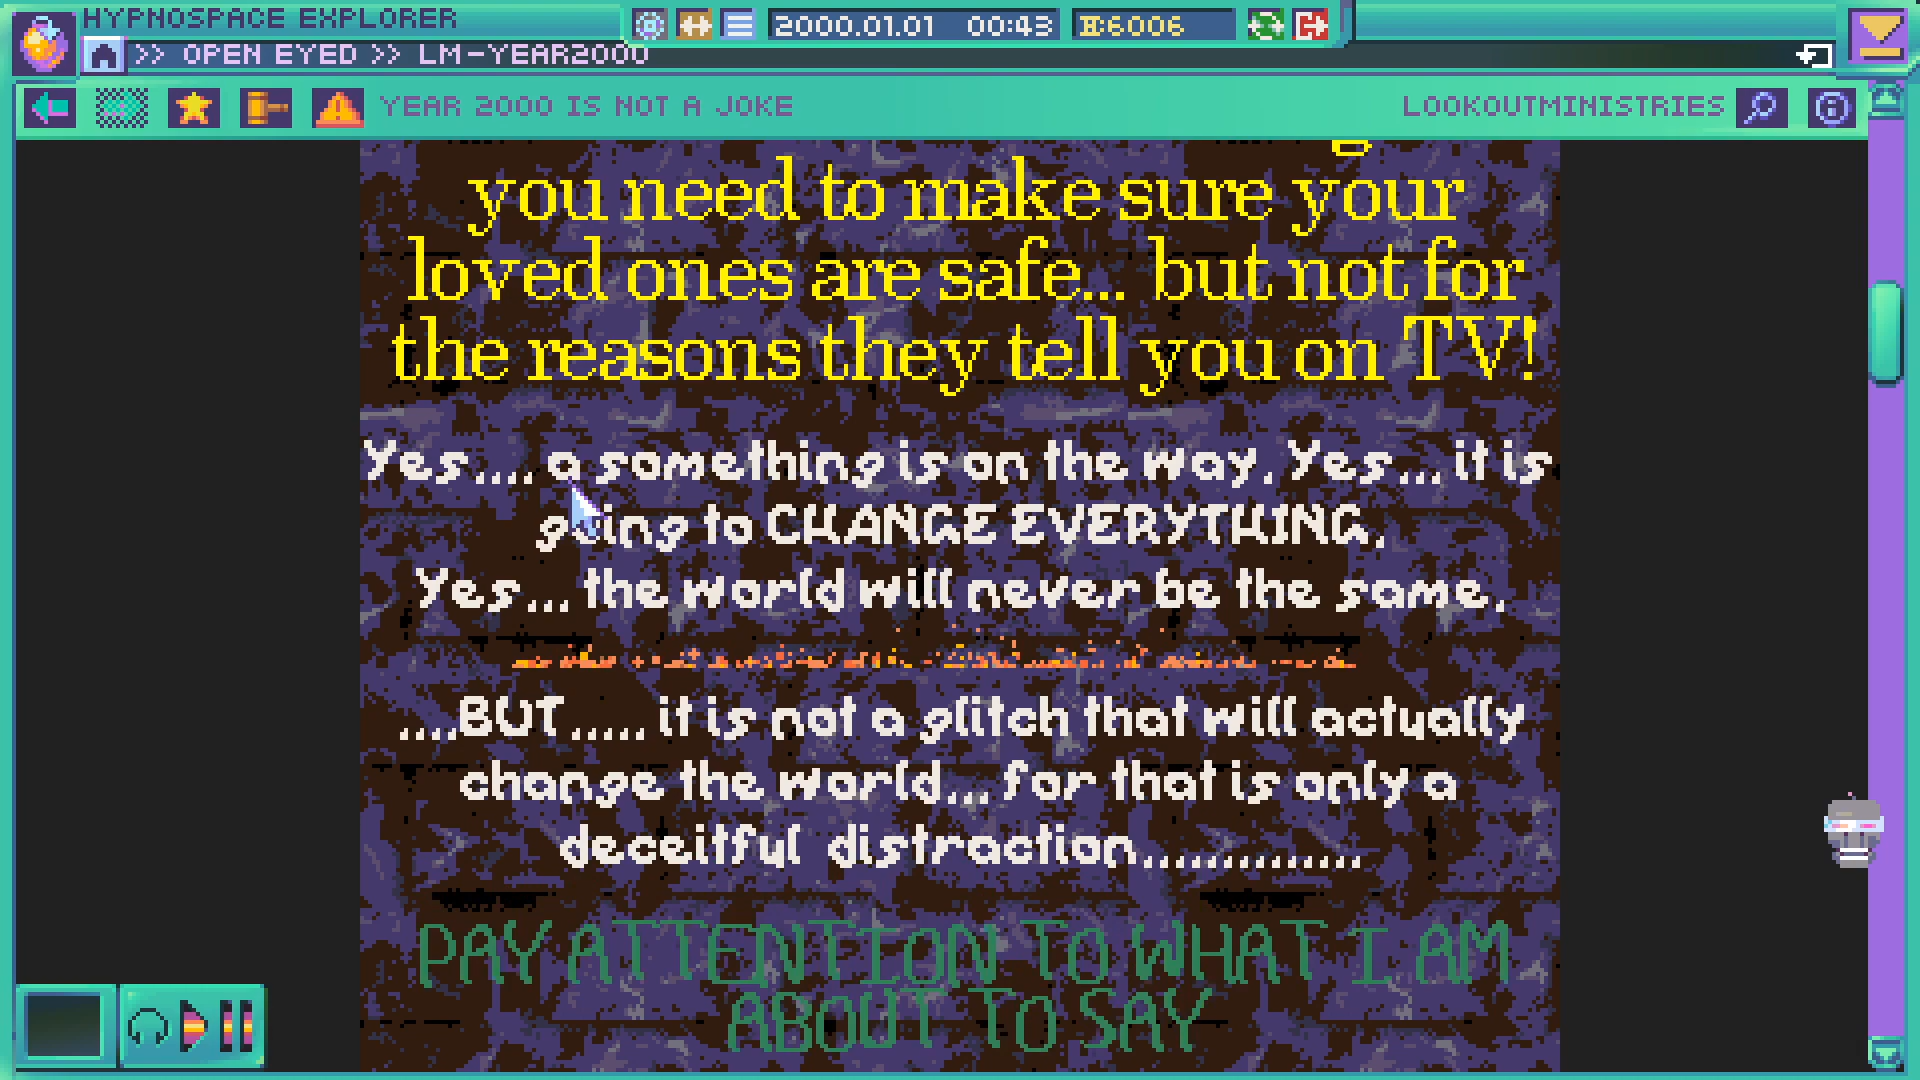 HYPNOSPACE EXPLORER
2000.01.01 00:43
6006
>> OPEN EYED >> LM-YEAR2000
YEAR 2000 IS NOT A JOKE
LOOKOUTMINISTRIES
you need to make sure your
loved ones are safe... but not for
the reasons they tell you on TV!
Yes.... a something is on the way. Yes... it is
going to CHANGE EVERYTHING.
Yes... the world will never be the same.
....BUT..... it is not a glitch that will actually
change the world... for that is only a
deceitful distraction..............
PAY ATTENTION TO WHAT I AM
ABOUT TO SAY